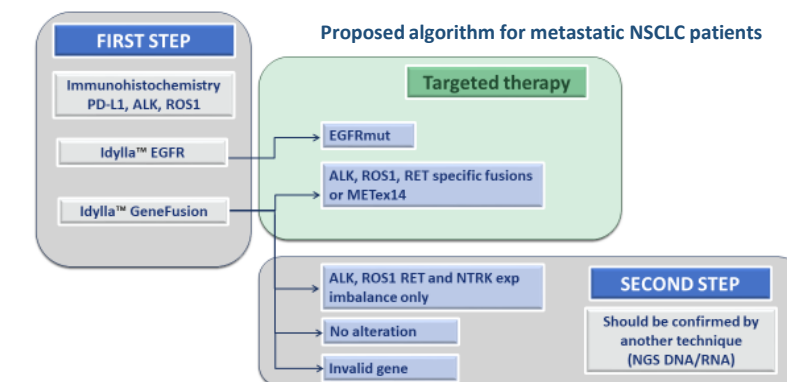 Proposed algorithm for metastatic NSCLC patients
FIRST STEP
Immunohistochemistry
PD-L1, ALK, ROS1
Idylla™ EGFR
Idylla™ GeneFusion
Targeted therapy
EGFRmut
ALK, ROS1, RET specific fusions
or METex14
ALK, ROS1 RET and NTRK exp
imbalance only
No alteration
Invalid gene
SECOND STEP
Should be confirmed by
another technique
(NGS DNA/RNA)